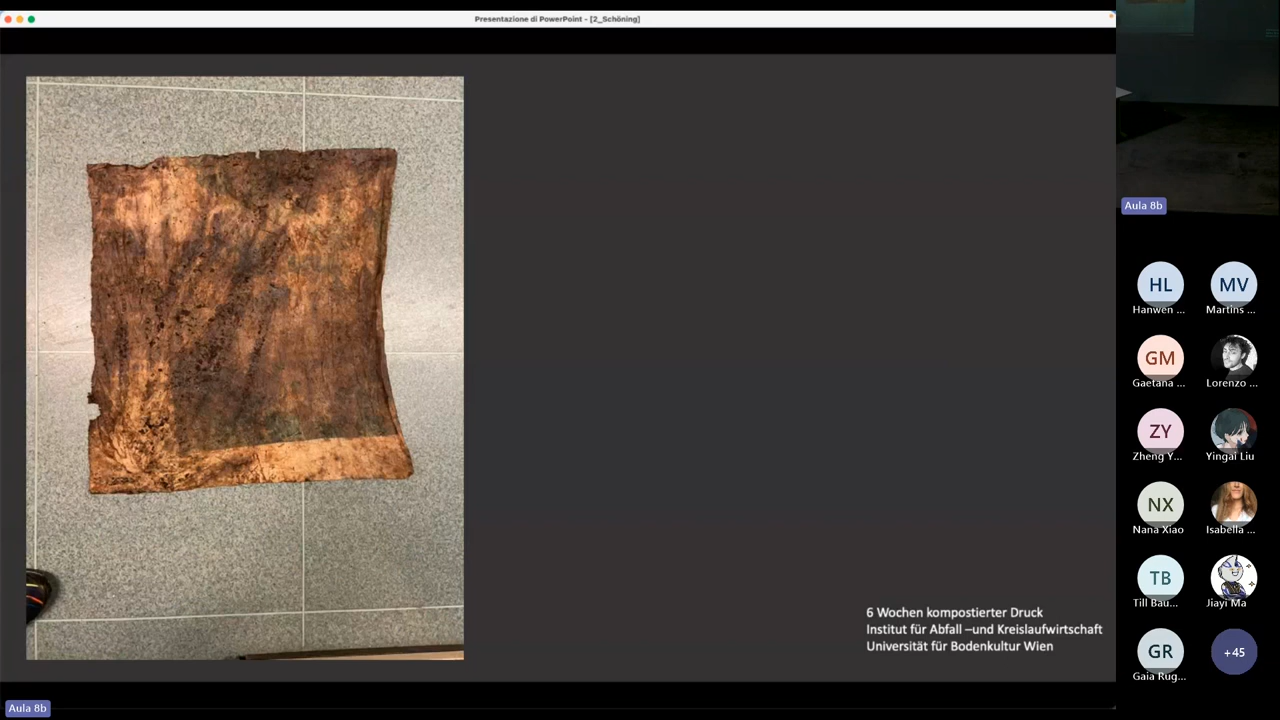 Presentazione di PowerPoint - [2_Schöning]
6 Wochen kompostierter Druck
Institut für Abfall –und Kreislaufwirtschaft
Universität für Bodenkultur Wien
Aula 8b
HL
Hanwen ...
MV
Martins ...
GM
Gaetana ...
Lorenzo ...
ZY
Zheng Y...
Yingai Liu
NX
Nana Xiao
Isabella ...
TB
Till Bau...
Jiayi Ma
GR
Gaia Rug...
+45
Aula 8b